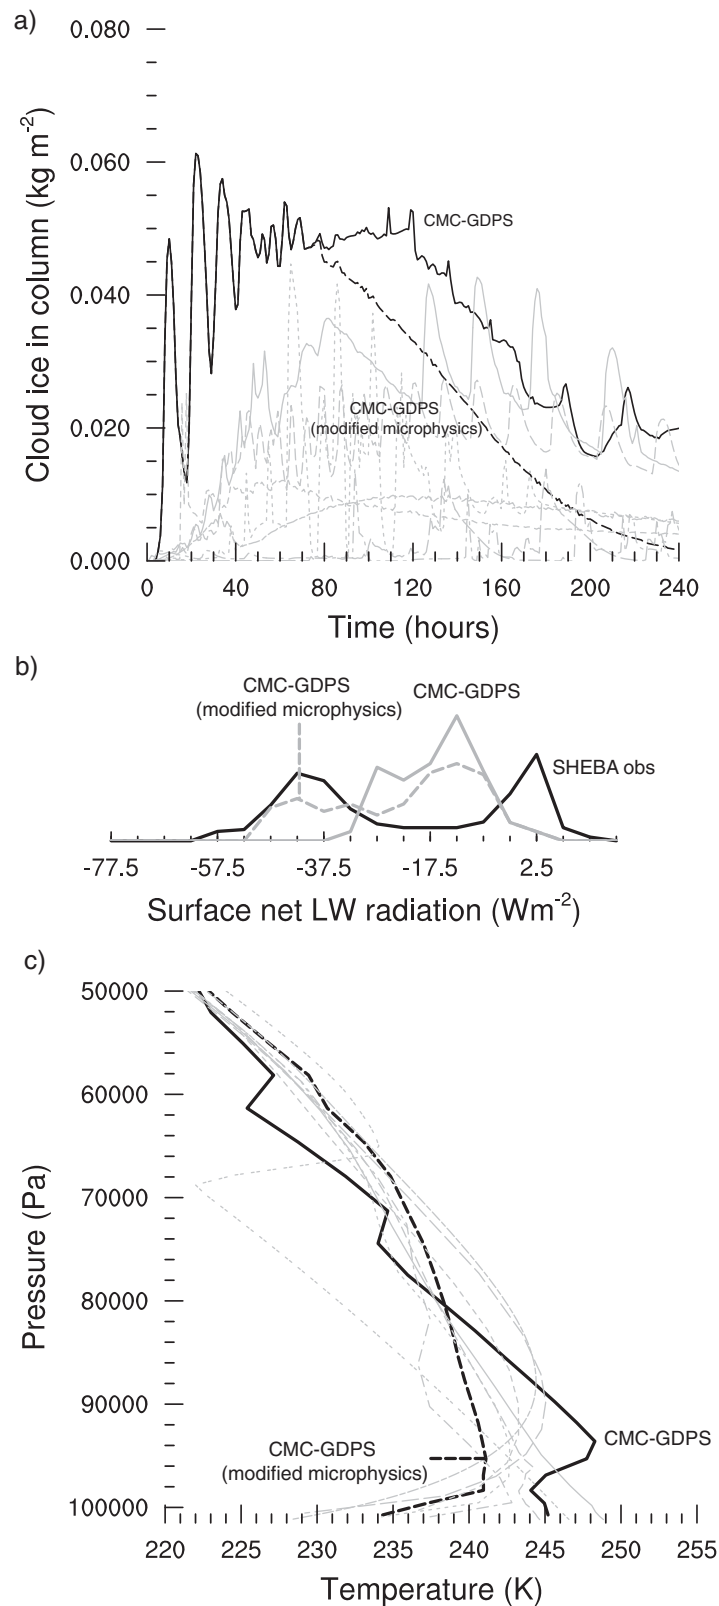 a)
0.080
0.060
0.040
0.020
0.000
Cloud ice in column (kg m-2)
CMC-GDPS
CMC-GDPS
(modified microphysics)
0 40 80 120 160 200 240
Time (hours)
b)
CMC-GDPS
(modified microphysics)
CMC-GDPS
SHEBA obs
-77.5 -57.5 -37.5 -17.5 2.5
Surface net LW radiation (Wm-2)
c)
50000
60000
70000
80000
90000
100000
Pressure (Pa)
CMC-GDPS
(modified microphysics)
CMC-GDPS
220 225 230 235 240 245 250 255
Temperature (K)